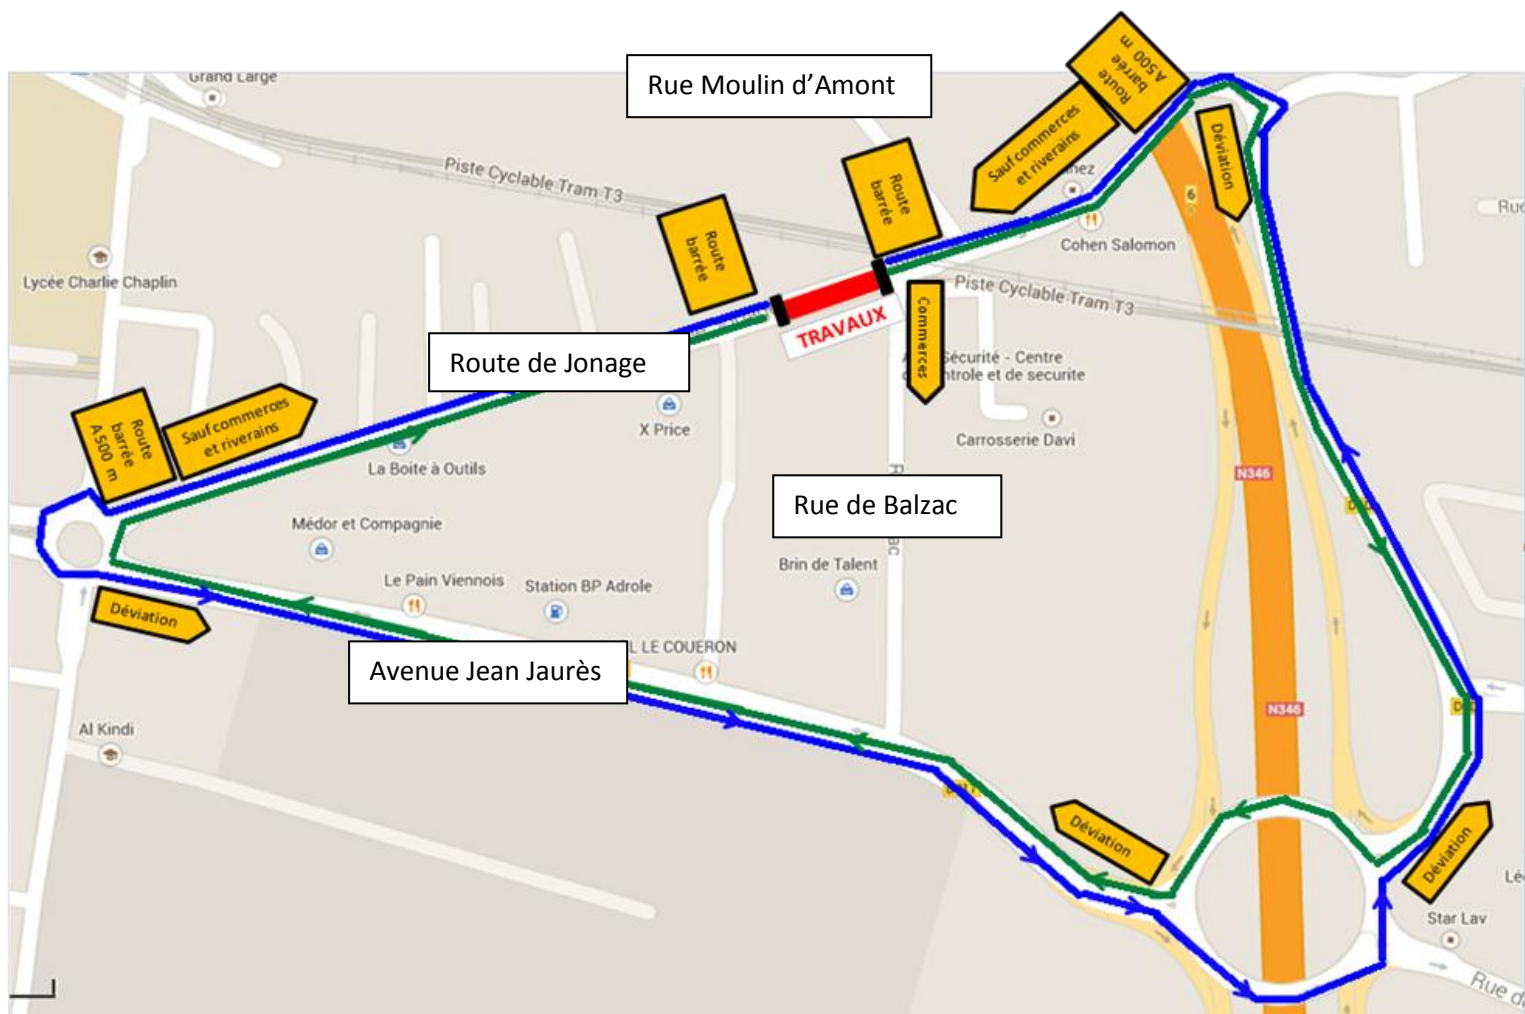 Grand Large
Rue Moulin d’Amont
Route
barrée
A 500 m
Sauf commerces
et riverains
Déviation
Piste Cyclable Tram T3
Route
barrée
6
Rue
Cohen Salomon
Lycée Charlie Chaplin
Route
barrée
Piste Cyclable Tram T3
TRAVAUX
Commerces
Sécurité - Centre
de securite
Route de Jonage
X Price
Carrosserie Davi
Route
barrée
A 500 m
Sauf commerces
et riverains
La Boite à Outils
N346
Rue de Balzac
Médor et Compagnie
Brin de Talent
Le Pain Viennois
Station BP Adrole
Déviation
LE COUERON
Avenue Jean Jaurès
N346
Al Kindi
Déviation
Déviation
Star Lav
Rue